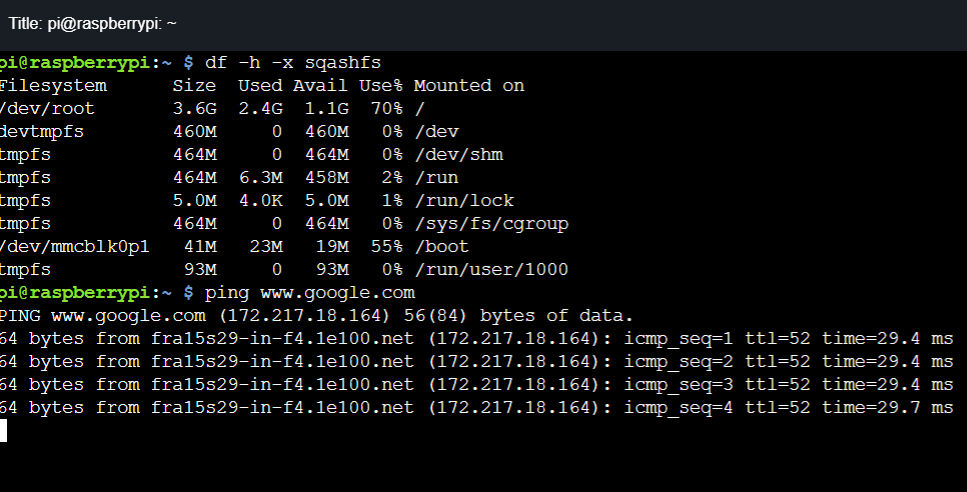 Title: pi@raspberrypi: ~
pi@raspberrypi:~ $ df -h -x sqashfs
Filesystem      Size  Used Avail Use% Mounted on
/dev/root       3.6G  2.4G  1.1G  70% /
devtmpfs        460M     0  460M   0% /dev
tmpfs           464M     0  464M   0% /dev/shm
tmpfs           464M  6.3M  458M   2% /run
tmpfs           5.0M  4.0K  5.0M   1% /run/lock
tmpfs           464M     0  464M   0% /sys/fs/cgroup
/dev/mmcblk0p1   41M   23M   19M  55% /boot
tmpfs            93M     0   93M   0% /run/user/1000
pi@raspberrypi:~ $ ping www.google.com
PING www.google.com (172.217.18.164) 56(84) bytes of data.
64 bytes from fra15s29-in-f4.1e100.net (172.217.18.164): icmp_seq=1 ttl=52 time=29.4 ms
64 bytes from fra15s29-in-f4.1e100.net (172.217.18.164): icmp_seq=2 ttl=52 time=29.4 ms
64 bytes from fra15s29-in-f4.1e100.net (172.217.18.164): icmp_seq=3 ttl=52 time=29.4 ms
64 bytes from fra15s29-in-f4.1e100.net (172.217.18.164): icmp_seq=4 ttl=52 time=29.7 ms